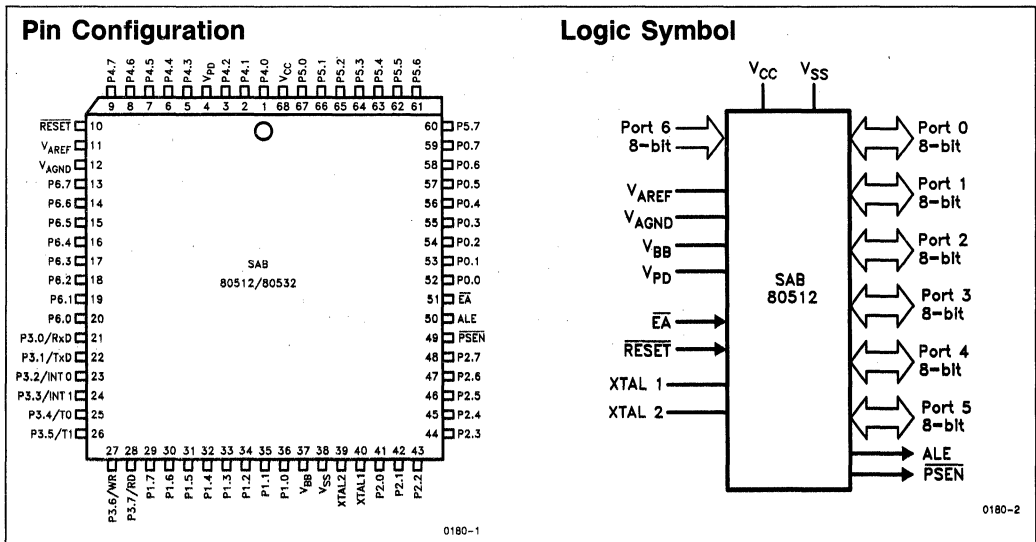 Pin Configuration
P4.7
P4.6
P4.5
P4.4
P4.3
VPD
P4.2
P4.1
P4.0
VCC
P5.0
P5.1
P5.2
P5.3
P5.4
P5.5
P5.6
9 8 7 6 5 4 3 2 1 68 67 66 65 64 63 62 61
RESET 10
VAREF 11
VAGND 12
P6.7 13
P6.6 14
P6.5 15
P6.4 16
P6.3 17
P6.2 18
P6.1 19
P6.0 20
P3.0/RxD 21
P3.1/TxD 22
P3.2/INT0 23
P3.3/INT1 24
P3.4/T0 25
P3.5/T1 26
SAB
80512/80532
60 P5.7
59 P0.7
58 P0.6
57 P0.5
56 P0.4
55 P0.3
54 P0.2
53 P0.1
52 P0.0
51 EA
50 ALE
49 PSEN
48 P2.7
47 P2.6
46 P2.5
45 P2.4
44 P2.3
27 28 29 30 31 32 33 34 35 36 37 38 39 40 41 42 43
P3.6/WR
P3.7/RD
P1.7
P1.6
P1.5
P1.4
P1.3
P1.2
P1.1
P1.0
VBB
VSS
XTAL2
XTAL1
P2.0
P2.1
P2.2
0180-1
Logic Symbol
VCC VSS
Port 6
8-bit
VAREF
VAGND
VBB
VPD
EA
RESET
XTAL 1
XTAL 2
SAB
80512
Port 0
8-bit
Port 1
8-bit
Port 2
8-bit
Port 3
8-bit
Port 4
8-bit
Port 5
8-bit
ALE
PSEN
0180-2